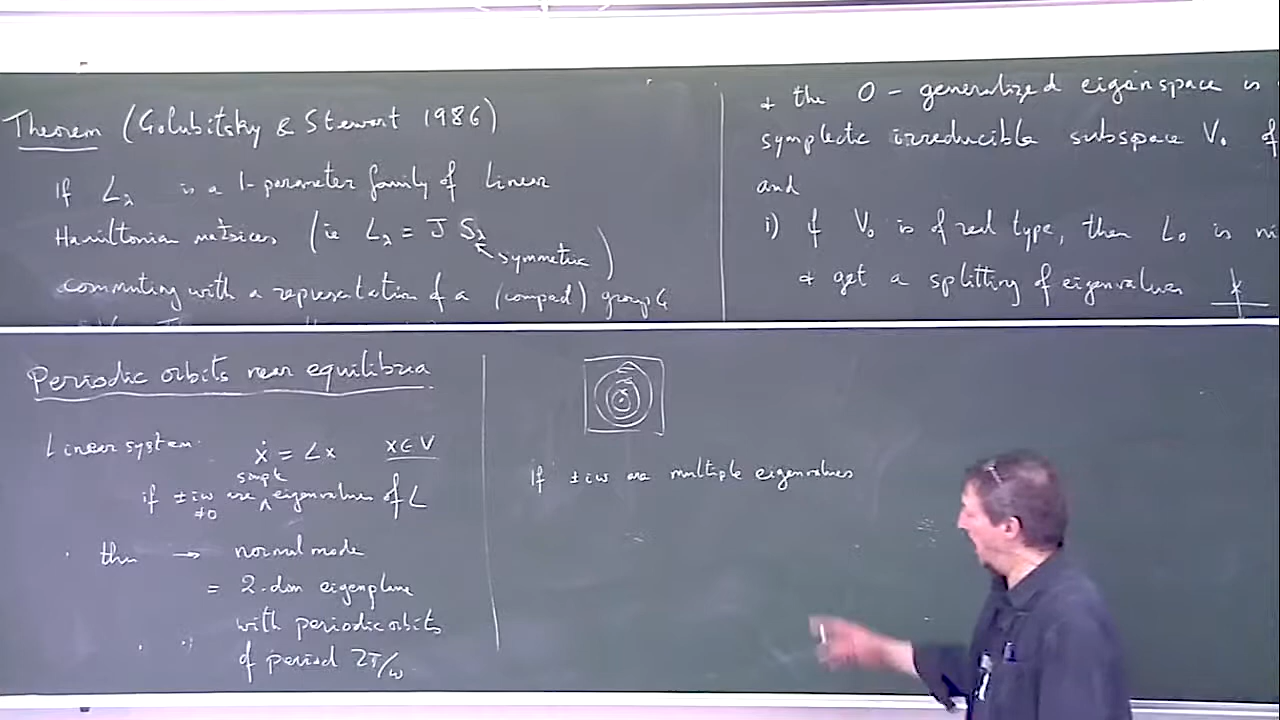 Theorem (Golubitsky & Stewart 1986)
If L_λ is a 1-parameter family of Linear
Hamiltonian matrices (ie L_λ = J S_λ
symmetric)
commuting with a representation of a (compact) group G
& the 0 - generalized eigenspace is
symplectic irreducible subspace V₀ of
and
i) if V₀ is of real type, then L₀ is
& get a splitting of eigenvalues
Periodic orbits near equilibria
Linear system: ẋ = Lx x ∈ V
simple
if ±iω are eigenvalues of L
≠0
then → normal mode
= 2-dim eigenplane
with periodic orbits
of period 2π/ω
If ±iω are multiple eigenvalues